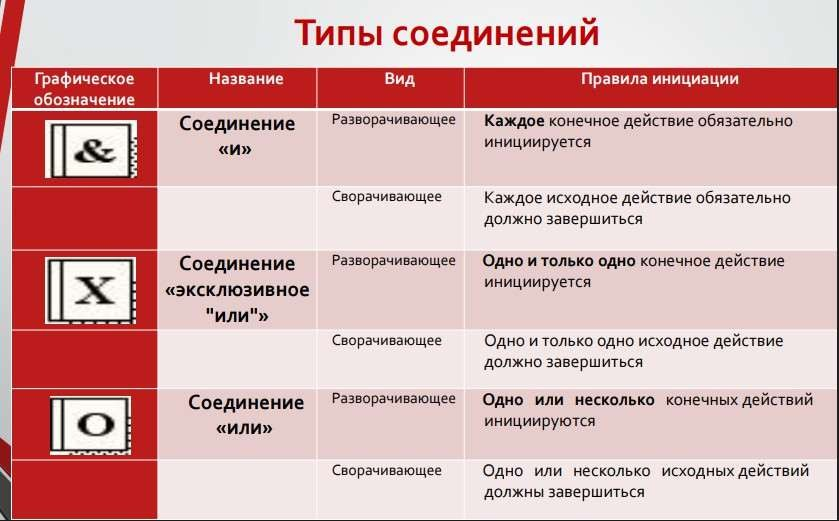 Типы соединений
Графическое обозначение
Название
Вид
Правила инициации
&
Соединение
«и»
Разворачивающее
Каждое конечное действие обязательно
инициируется
Сворачивающее
Каждое исходное действие обязательно
должно завершиться
X
Соединение
«эксклюзивное
"или"»
Разворачивающее
Одно и только одно конечное действие
инициируется
Сворачивающее
Одно и только одно исходное действие
должно завершиться
O
Соединение
«или»
Разворачивающее
Одно или несколько конечных действий
инициируются
Сворачивающее
Одно или несколько исходных действий
должны завершиться